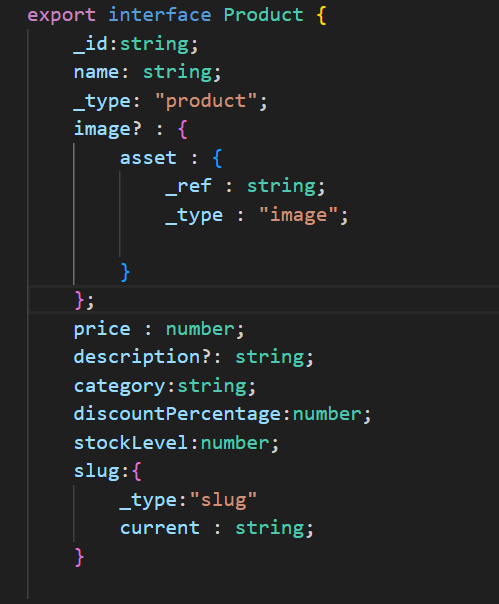 export interface Product {
    _id:string;
    name: string;
    _type: "product";
    image? : {
        asset : {
            _ref : string;
            _type : "image";
        }
    };
    price : number;
    description?: string;
    category:string;
    discountPercentage:number;
    stockLevel:number;
    slug:{
        _type:"slug"
        current : string;
    }